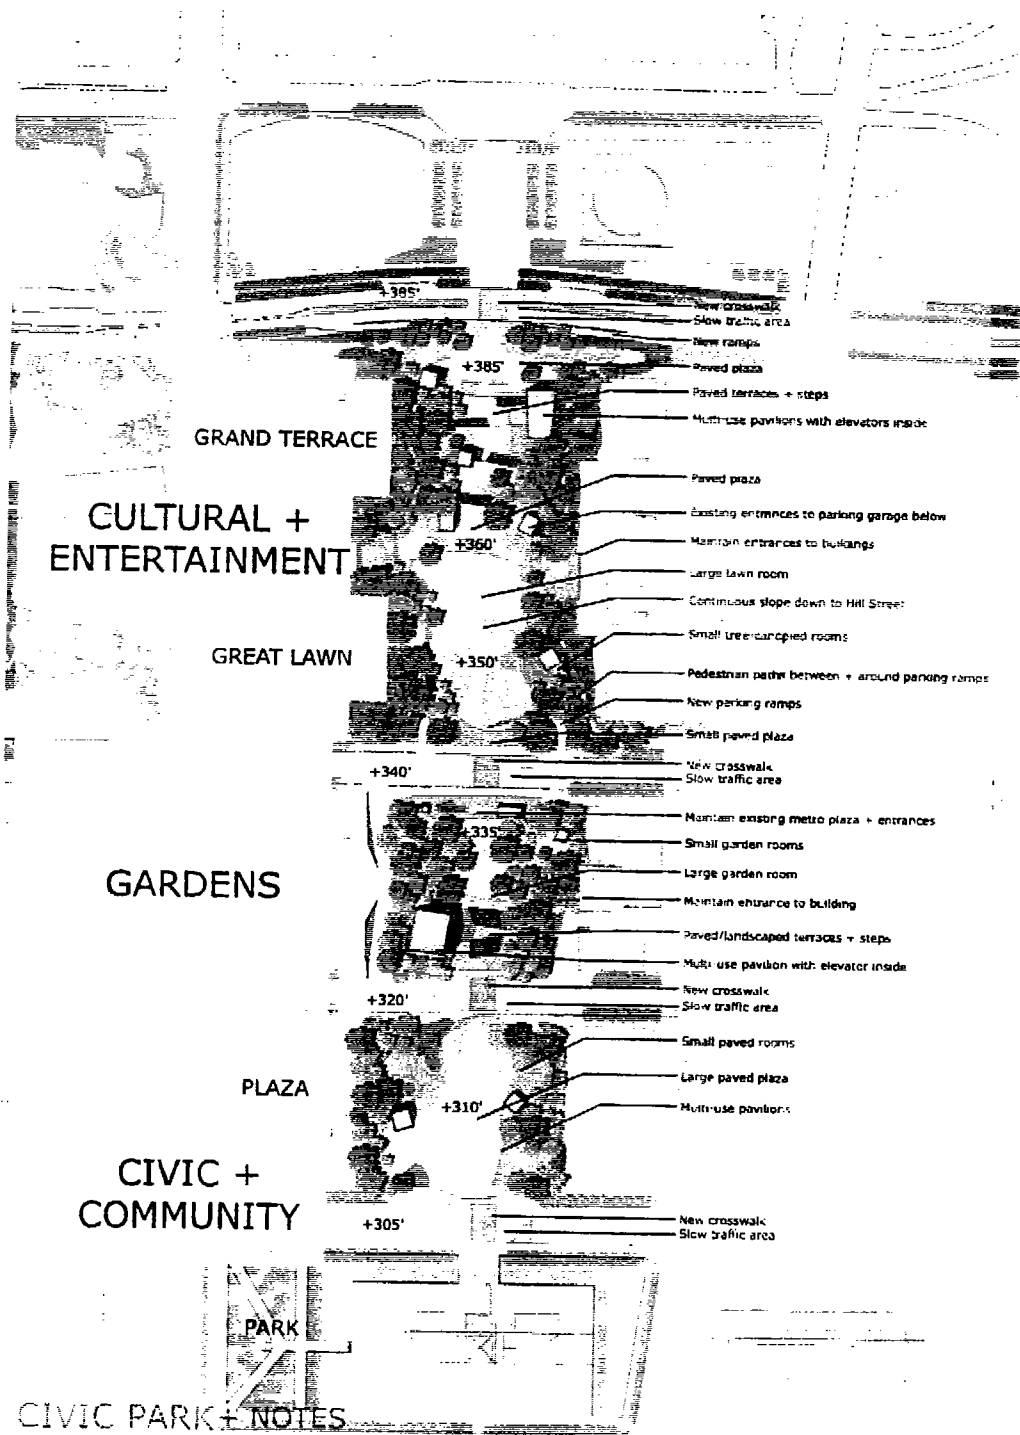 +385'
New crosswalk
Slow traffic area
New ramps
+385'
Paved plaza
Paved terraces + steps
Multi-use pavilions with elevators inside
GRAND TERRACE
Paved plaza
CULTURAL +
ENTERTAINMENT
Existing entrances to parking garage below
+360'
Maintain entrances to buildings
Large lawn room
Continuous slope down to Hill Street
Small tree-canopied rooms
GREAT LAWN
+350'
Pedestrian paths between + around parking ramps
New parking ramps
Small paved plaza
New crosswalk
+340'
Slow traffic area
Maintain existing metro plaza + entrances
+335'
Small garden rooms
Large garden room
GARDENS
Maintain entrance to building
Paved/landscaped terraces + steps
Multi-use pavilion with elevator inside
New crosswalk
+320'
Slow traffic area
Small paved rooms
Large paved plaza
PLAZA
+310'
Multi-use pavilions
CIVIC +
COMMUNITY
New crosswalk
+305'
Slow traffic area
PARK
CIVIC PARK + NOTES